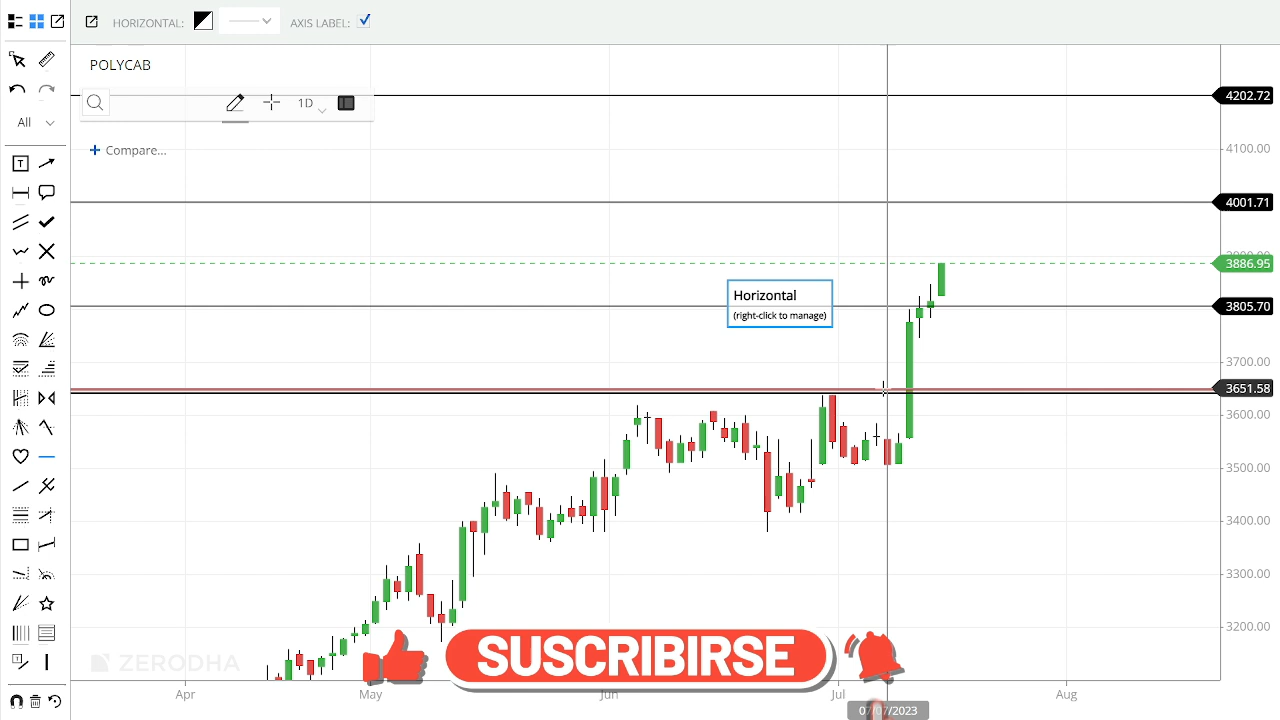 HORIZONTAL:
AXIS LABEL:
POLYCAB
1D
All
+ Compare...
T
4202.72
4100.00
4001.71
3886.95
Horizontal
(right-click to manage)
3805.70
3700.00
3651.58
3600.00
3500.00
3400.00
3300.00
3200.00
ZERODHA
SUSCRIBIRSE
Apr
May
Jun
Jul
Aug
07/07/2023